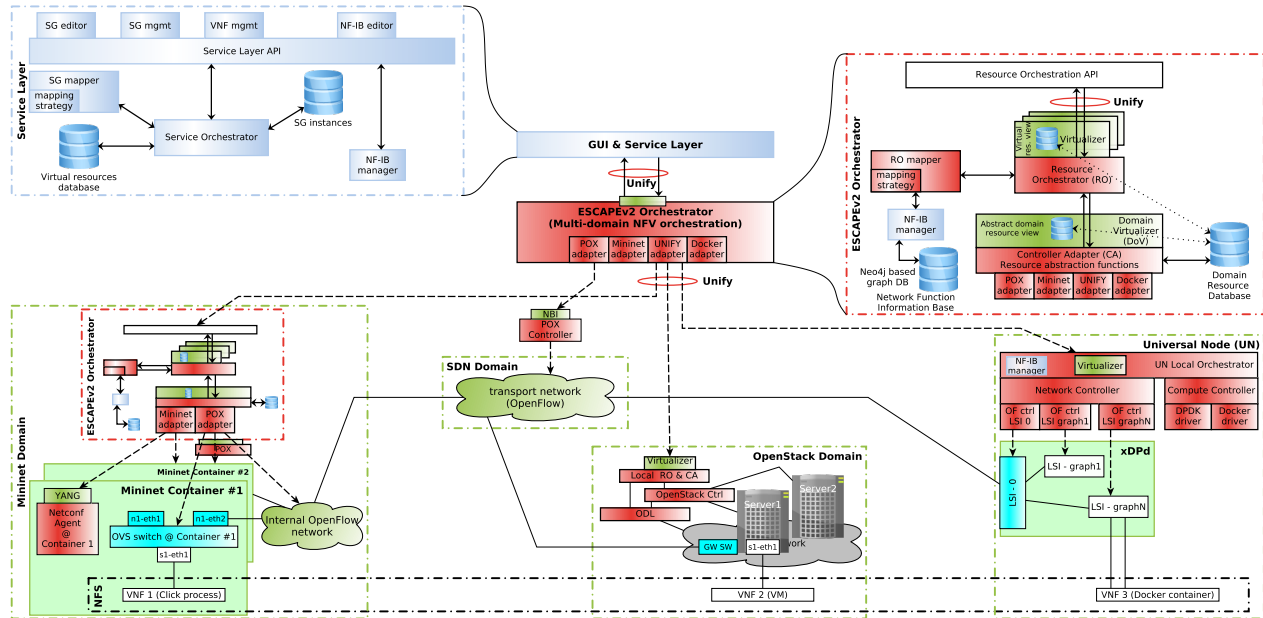 SG editor
SG mgmt
VNF mgmt
NF-IB editor
Service Layer API
Service Layer
SG mapper
mapping
strategy
Service Orchestrator
SG instances
Virtual resources
database
NF-IB
manager
GUI & Service Layer
Unify
ESCAPEv2 Orchestrator
(Multi-domain NFV orchestration)
POX
adapter
Mininet
adapter
UNIFY
adapter
Docker
adapter
Unify
ESCAPEv2 Orchestrator
Resource Orchestration API
Unify
Virtual
res. view
Virtualizer
RO mapper
mapping
strategy
Resource
Orchestrator (RO)
NF-IB
manager
Abstract domain
resource view
Domain
Virtualizer
(DoV)
Controller Adapter (CA)
Resource abstraction functions
POX
adapter
Mininet
adapter
UNIFY
adapter
Docker
adapter
Neo4j based
graph DB
Network Function
Information Base
Domain
Resource
Database
Mininet Domain
ESCAPEv2 Orchestrator
Mininet
adapter
POX
adapter
POX
Mininet Container #2
Mininet Container #1
YANG
Netconf
Agent
@
Container 1
n1-eth1
n1-eth2
OVS switch @ Container #1
s1-eth1
Internal OpenFlow
network
NBI
POX
Controller
SDN Domain
transport network
(OpenFlow)
OpenStack Domain
Virtualizer
Local RO & CA
OpenStack Ctrl
ODL
Server1
Server2
GW SW
s1-eth1
Universal Node (UN)
NF-IB
manager
Virtualizer
UN Local Orchestrator
Network Controller
Compute Controller
OF ctrl
LSI 0
OF ctrl
LSI graph1
OF ctrl
LSI graphN
DPDK
driver
Docker
driver
xDPd
LSI - 0
LSI - graph1
LSI - graphN
NFS
VNF 1 (Click process)
VNF 2 (VM)
VNF 3 (Docker container)